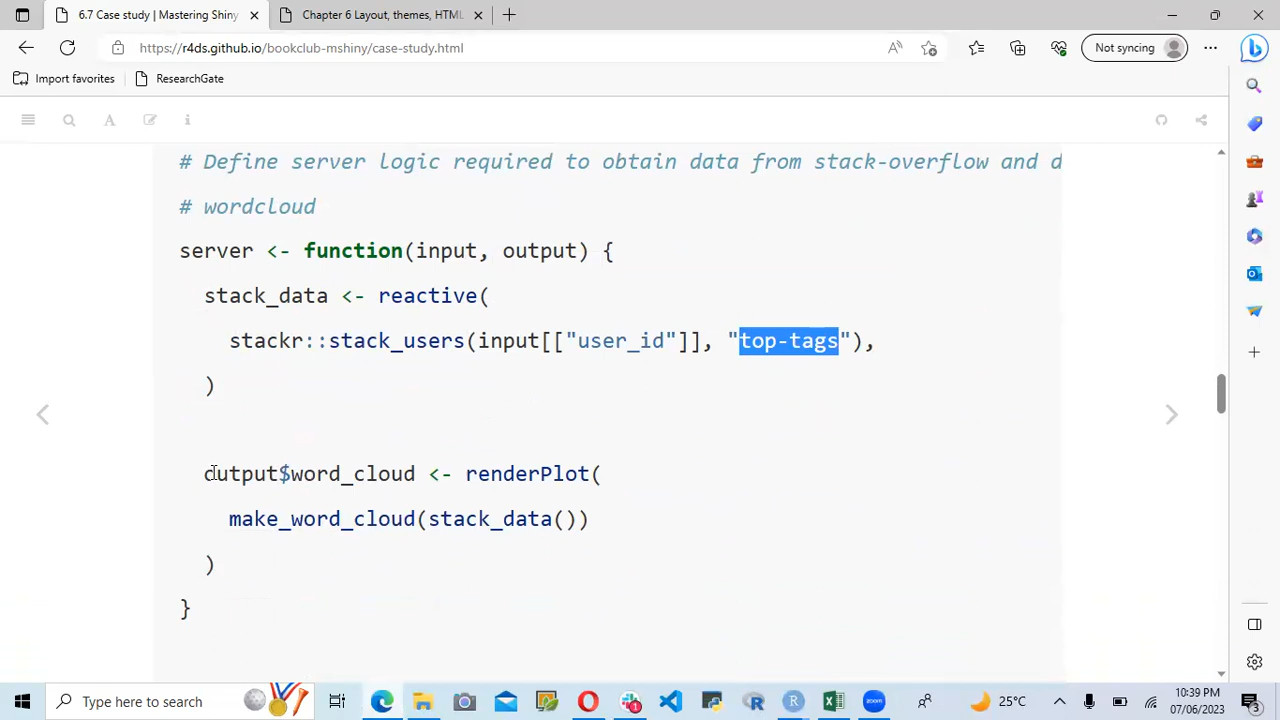 6.7 Case study | Mastering Shiny
Chapter 6 Layout, themes, HTML
https://r4ds.github.io/bookclub-mshiny/case-study.html
Not syncing
Import favorites
ResearchGate
# Define server logic required to obtain data from stack-overflow and d
# wordcloud
server <- function(input, output) {
stack_data <- reactive(
stackr::stack_users(input[["user_id"]], "top-tags"),
)
output$word_cloud <- renderPlot(
make_word_cloud(stack_data())
)
}
Type here to search
1
25°C
10:39 PM
07/06/2023
3